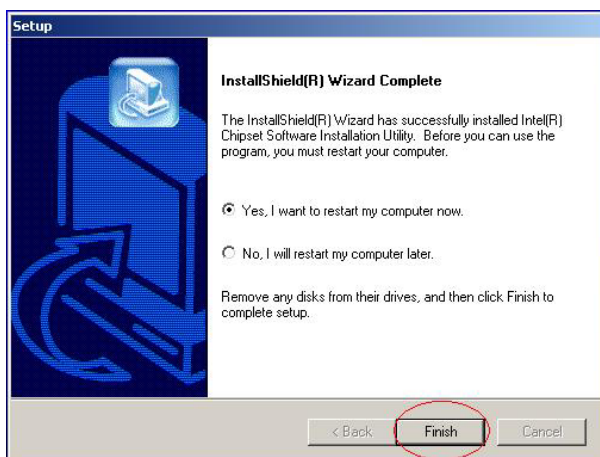 Setup
InstallShield(R) Wizard Complete
The InstallShield(R) Wizard has successfully installed Intel(R)
Chipset Software Installation Utility. Before you can use the
program, you must restart your computer.
Yes, I want to restart my computer now.
No, I will restart my computer later.
Remove any disks from their drives, and then click Finish to
complete setup.
< Back
Finish
Cancel